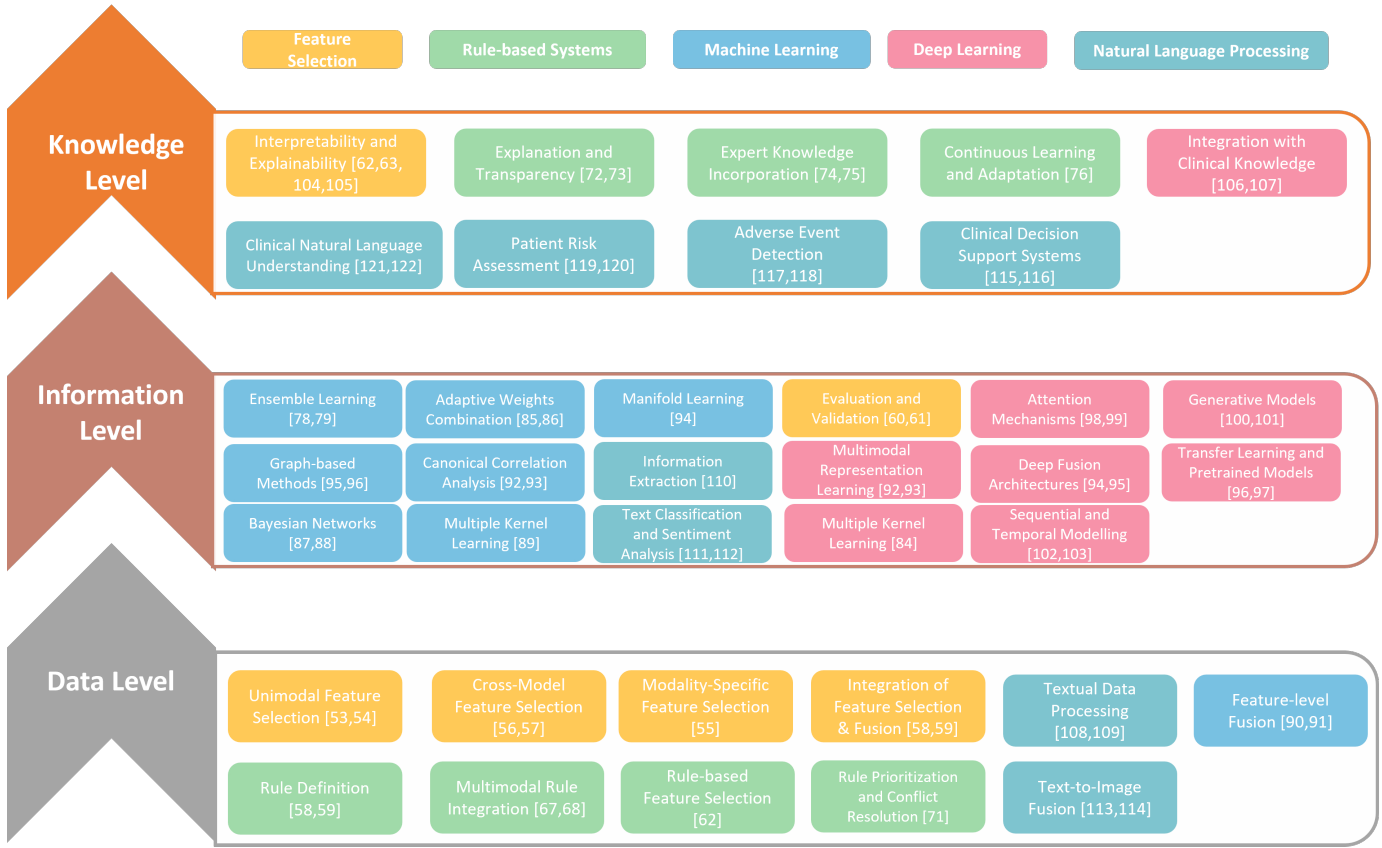 Feature
Selection
Rule-based Systems
Machine Learning
Deep Learning
Natural Language Processing
Knowledge
Level
Interpretability and
Explainability [62,63,
104,105]
Explanation and
Transparency [72,73]
Expert Knowledge
Incorporation [74,75]
Continuous Learning
and Adaptation [76]
Integration with
Clinical Knowledge
[106,107]
Clinical Natural Language
Understanding [121,122]
Patient Risk
Assessment [119,120]
Adverse Event
Detection
[117,118]
Clinical Decision
Support Systems
[115,116]
Information
Level
Ensemble Learning
[78,79]
Adaptive Weights
Combination [85,86]
Manifold Learning
[94]
Evaluation and
Validation [60,61]
Attention
Mechanisms [98,99]
Generative Models
[100,101]
Graph-based
Methods [95,96]
Canonical Correlation
Analysis [92,93]
Information
Extraction [110]
Multimodal
Representation
Learning [92,93]
Deep Fusion
Architectures [94,95]
Transfer Learning and
Pretrained Models
[96,97]
Bayesian Networks
[87,88]
Multiple Kernel
Learning [89]
Text Classification
and Sentiment
Analysis [111,112]
Multiple Kernel
Learning [84]
Sequential and
Temporal Modelling
[102,103]
Data Level
Unimodal Feature
Selection [53,54]
Cross-Model
Feature Selection
[56,57]
Modality-Specific
Feature Selection
[55]
Integration of
Feature Selection
& Fusion [58,59]
Textual Data
Processing
[108,109]
Feature-level
Fusion [90,91]
Rule Definition
[58,59]
Multimodal Rule
Integration [67,68]
Rule-based
Feature Selection
[62]
Rule Prioritization
and Conflict
Resolution [71]
Text-to-Image
Fusion [113,114]